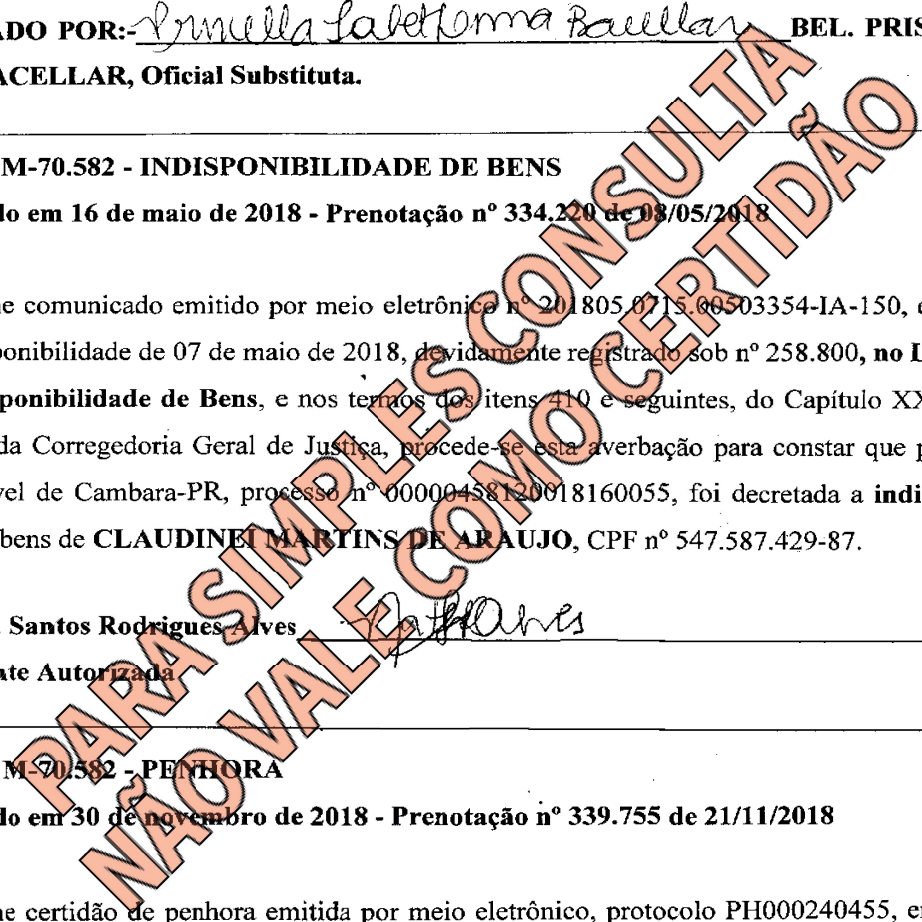 ADO POR:- BEL. PRIS
ACELLAR, Oficial Substituta.
M-70.582 - INDISPONIBILIDADE DE BENS
do em 16 de maio de 2018 - Prenotação nº 334.220 de 08/05/2018
ne comunicado emitido por meio eletrônico nº 201805.0715.00503354-IA-150, e
ponibilidade de 07 de maio de 2018, devidamente registrado sob nº 258.800, no L
sponibilidade de Bens, e nos termos dos itens 410 e seguintes, do Capítulo XX
da Corregedoria Geral de Justiça, procede-se esta averbação para constar que p
vel de Cambara-PR, processo nº 00000458120018160055, foi decretada a indi
bens de CLAUDINEI MARTINS DE ARAUJO, CPF nº 547.587.429-87.
Santos Rodrigues Alves
nte Autorizada
M-70.582 - PENHORA
do em 30 de novembro de 2018 - Prenotação nº 339.755 de 21/11/2018
ne certidão de penhora emitida por meio eletrônico, protocolo PH000240455, e
PARA SIMPLES CONSULTA
NÃO VALE COMO CERTIDÃO